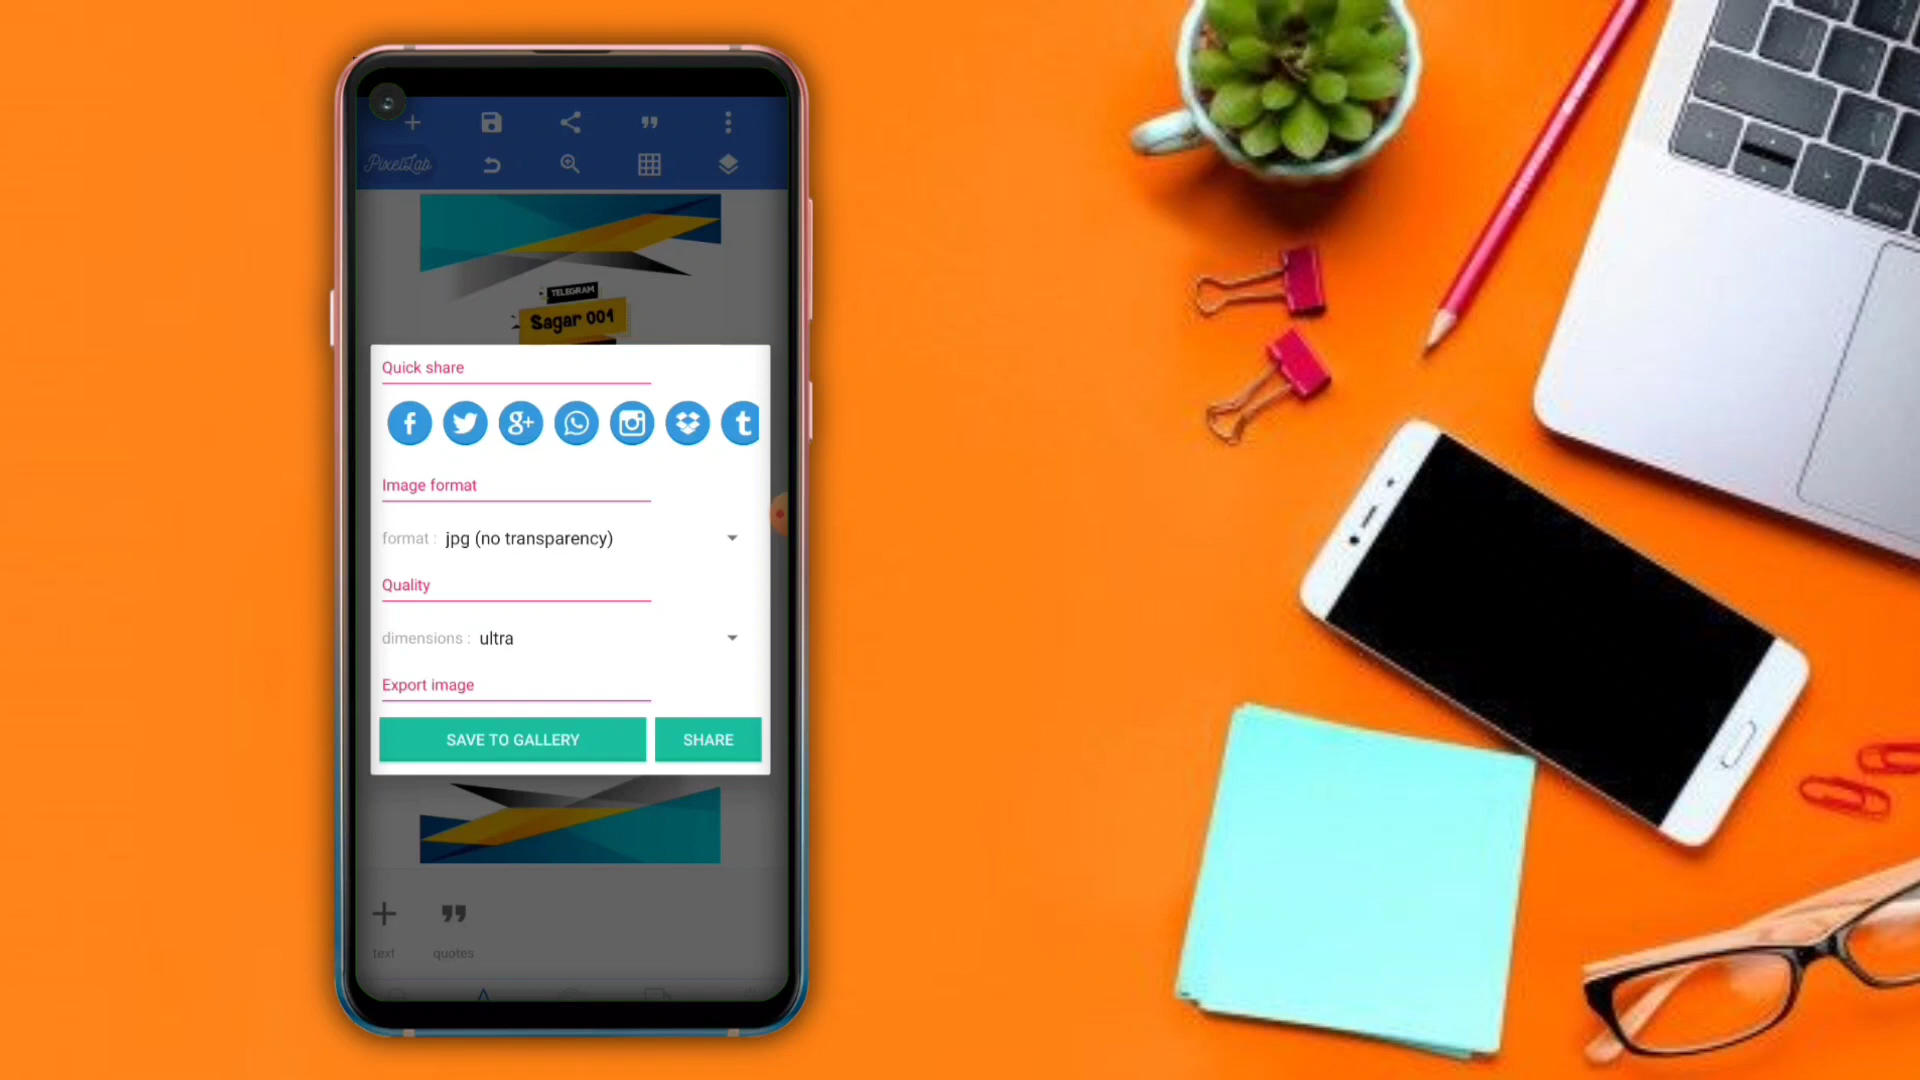 PixelLab
TELEGRAM
Sagar 001
Quick share
f g+ t
Image format
format : jpg (no transparency)
Quality
dimensions : ultra
Export image
SAVE TO GALLERY SHARE
text quotes